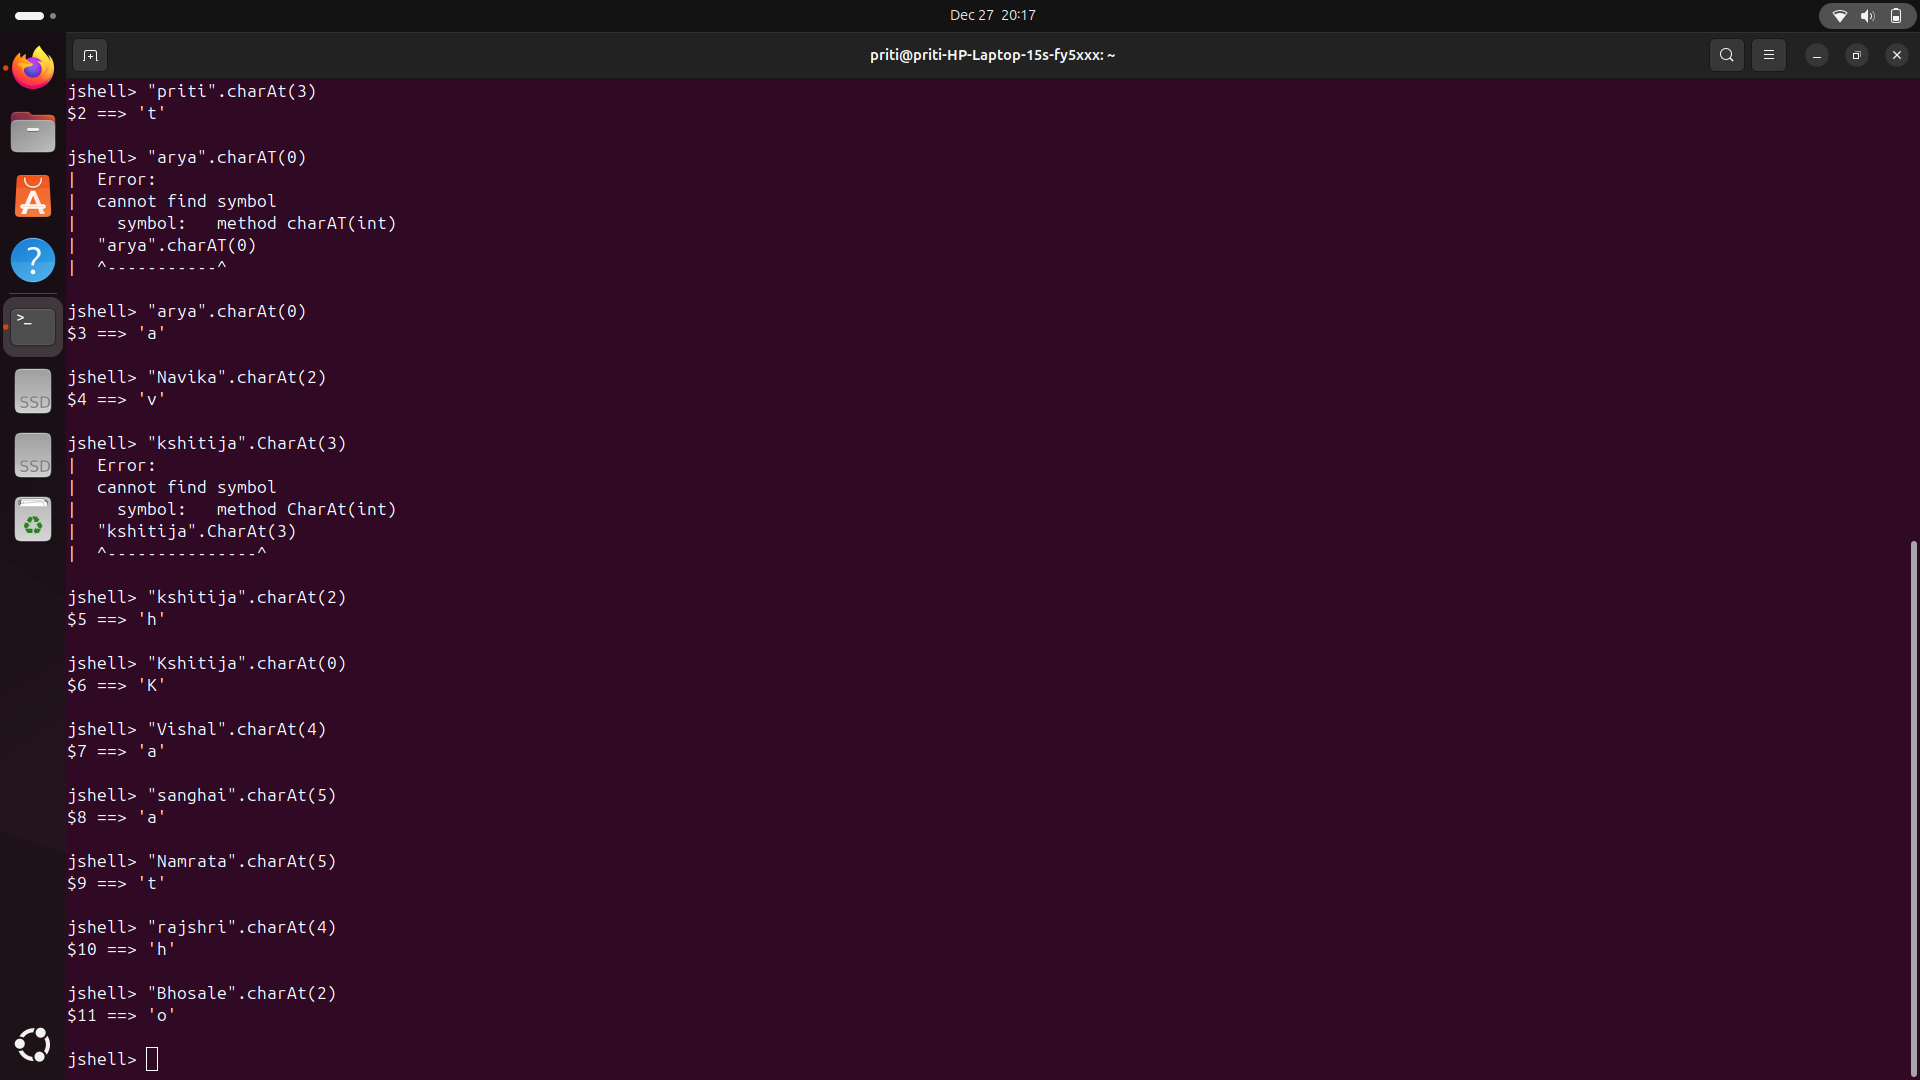 Dec 27 20:17
priti@priti-HP-Laptop-15s-fy5xxx: ~
jshell> "priti".charAt(3)
$2 ==> 't'
jshell> "arya".charAT(0)
|  Error:
|  cannot find symbol
|    symbol:   method charAT(int)
|  "arya".charAT(0)
|  ^-----------^
jshell> "arya".charAt(0)
$3 ==> 'a'
jshell> "Navika".charAt(2)
$4 ==> 'v'
jshell> "kshitija".CharAt(3)
|  Error:
|  cannot find symbol
|    symbol:   method CharAt(int)
|  "kshitija".CharAt(3)
|  ^---------------^
jshell> "kshitija".charAt(2)
$5 ==> 'h'
jshell> "Kshitija".charAt(0)
$6 ==> 'K'
jshell> "Vishal".charAt(4)
$7 ==> 'a'
jshell> "sanghai".charAt(5)
$8 ==> 'a'
jshell> "Namrata".charAt(5)
$9 ==> 't'
jshell> "rajshri".charAt(4)
$10 ==> 'h'
jshell> "Bhosale".charAt(2)
$11 ==> 'o'
jshell>
>_
SSD
SSD